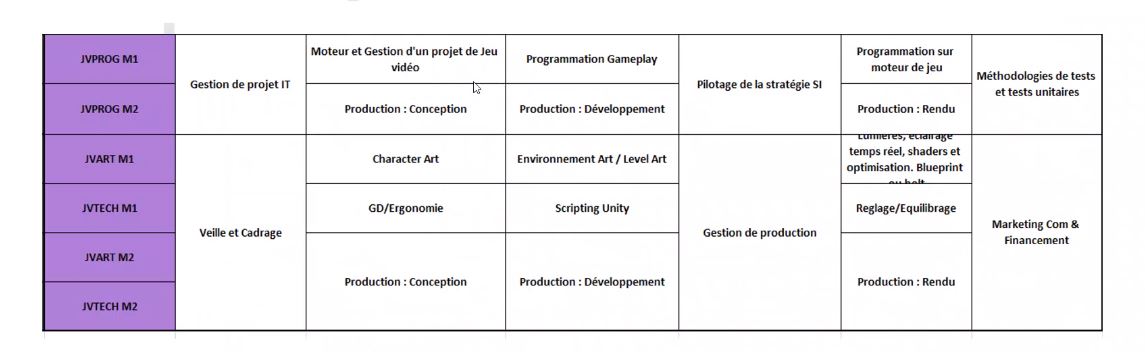 JVPROG M1
Gestion de projet IT
Moteur et Gestion d'un projet de Jeu
vidéo
Programmation Gameplay
Pilotage de la stratégie SI
Programmation sur
moteur de jeu
Méthodologies de tests
et tests unitaires
JVPROG M2
Production : Conception
Production : Développement
Production : Rendu
JVART M1
Veille et Cadrage
Character Art
Environnement Art / Level Art
Gestion de production
Lumières, éclairage
temps réel, shaders et
optimisation. Blueprint
ou bolt
Marketing Com &
Financement
JVTECH M1
GD/Ergonomie
Scripting Unity
Reglage/Equilibrage
JVART M2
Production : Conception
Production : Développement
Production : Rendu
JVTECH M2